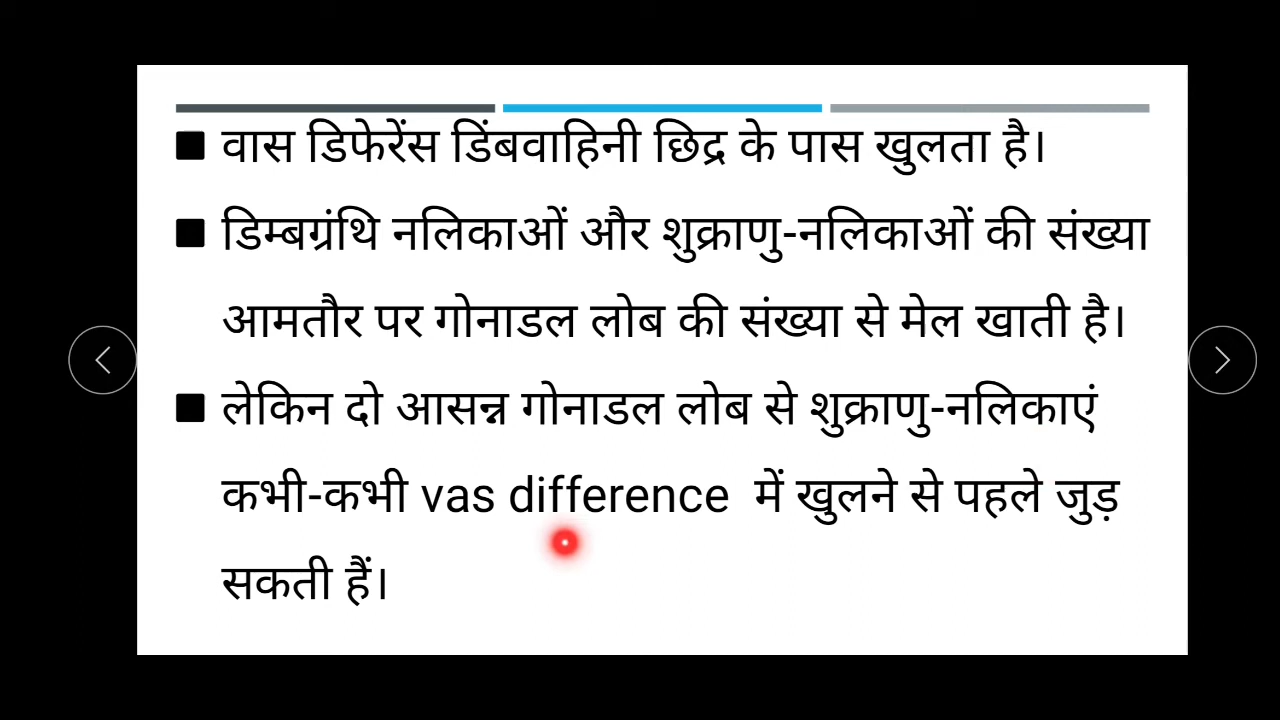 वास डिफेरेंस डिंबवाहिनी छिद्र के पास खुलता है।
डिम्बग्रंथि नलिकाओं और शुक्राणु-नलिकाओं की संख्या
आमतौर पर गोनाडल लोब की संख्या से मेल खाती है।
लेकिन दो आसन्न गोनाडल लोब से शुक्राणु-नलिकाएं
कभी-कभी vas difference में खुलने से पहले जुड़
सकती हैं।